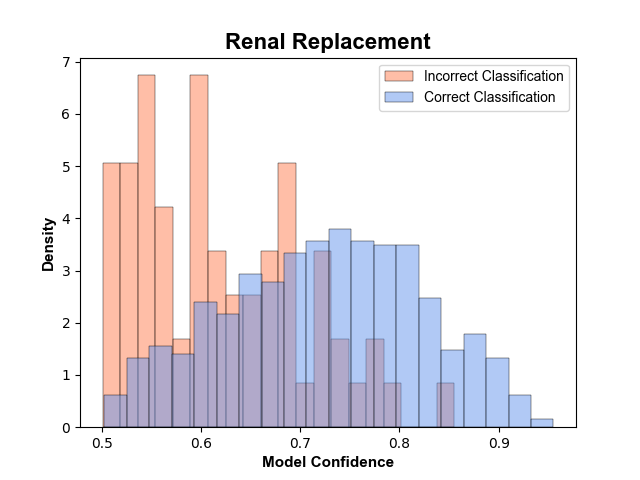 Renal Replacement
Incorrect Classification
Correct Classification
Density
7
6
5
4
3
2
1
0
0.5 0.6 0.7 0.8 0.9
Model Confidence